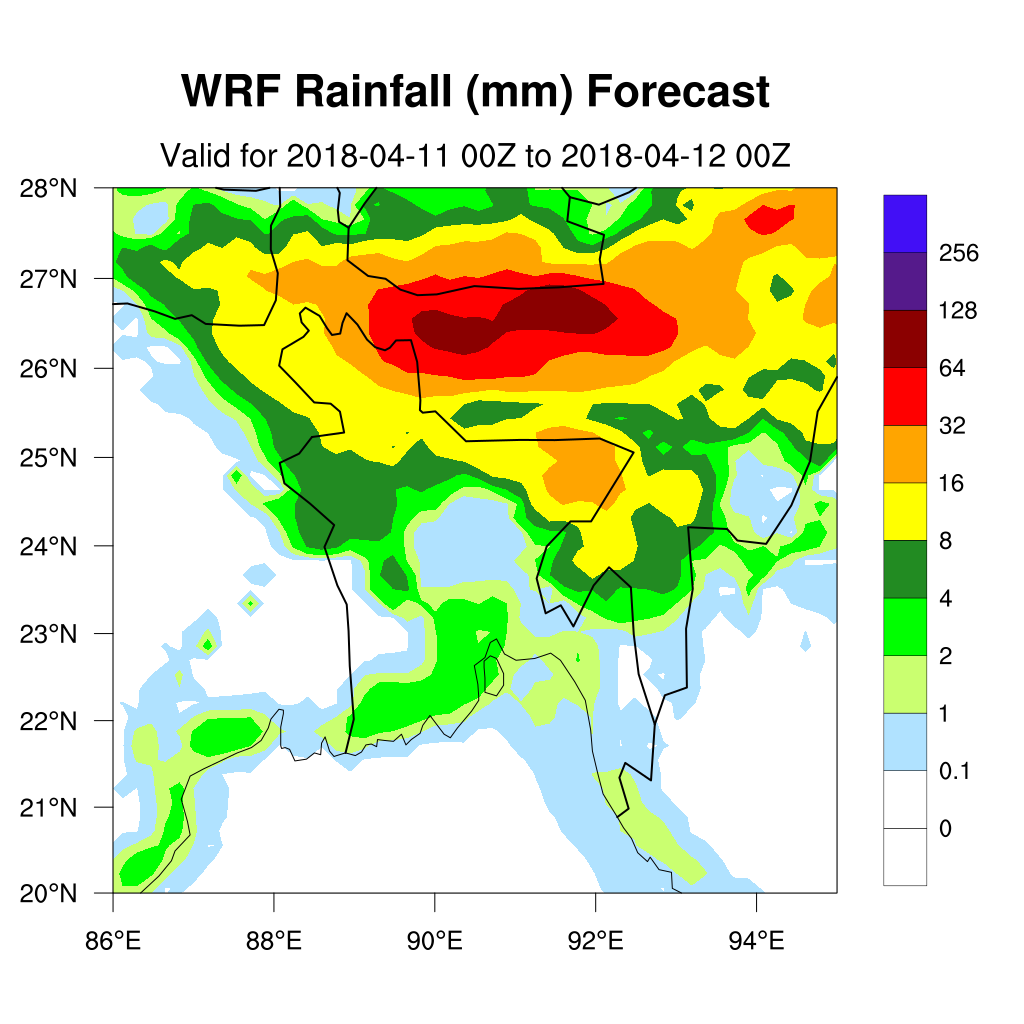 WRF Rainfall (mm) Forecast
Valid for 2018-04-11 00Z to 2018-04-12 00Z
28°N
27°N
26°N
25°N
24°N
23°N
22°N
21°N
20°N
86°E 88°E 90°E 92°E 94°E
256
128
64
32
16
8
4
2
1
0.1
0